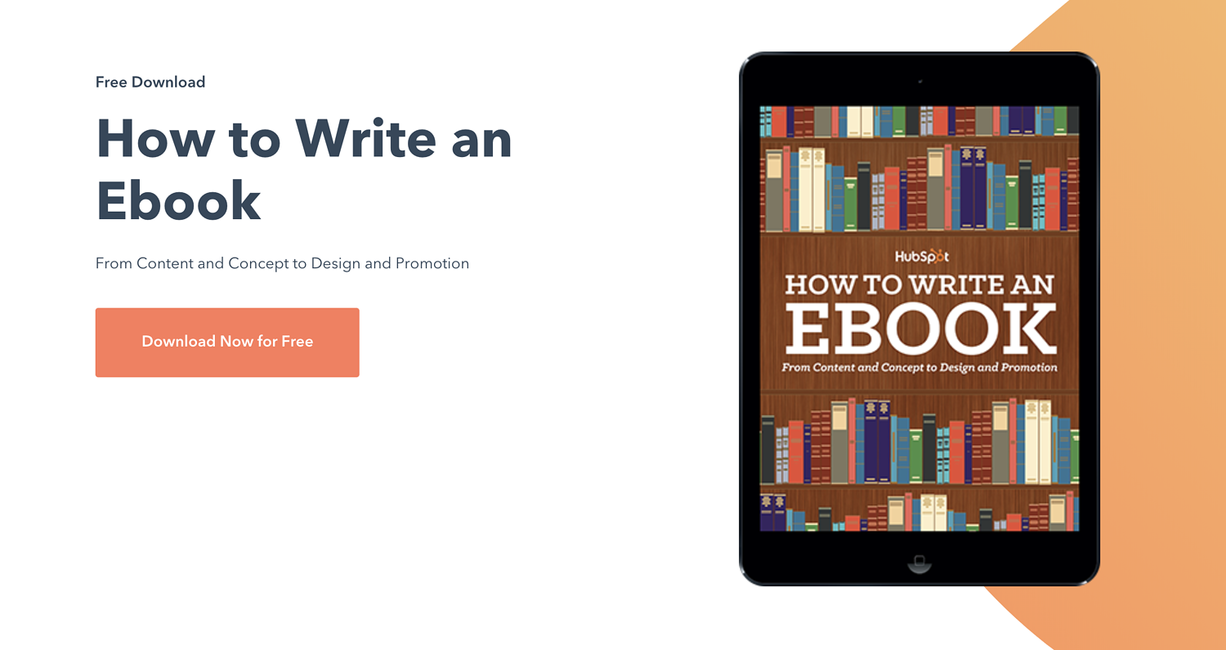 Free Download
How to Write an
Ebook
From Content and Concept to Design and Promotion
Download Now for Free
HubSpot
HOW TO WRITE AN
EBOOK
From Content and Concept to Design and Promotion